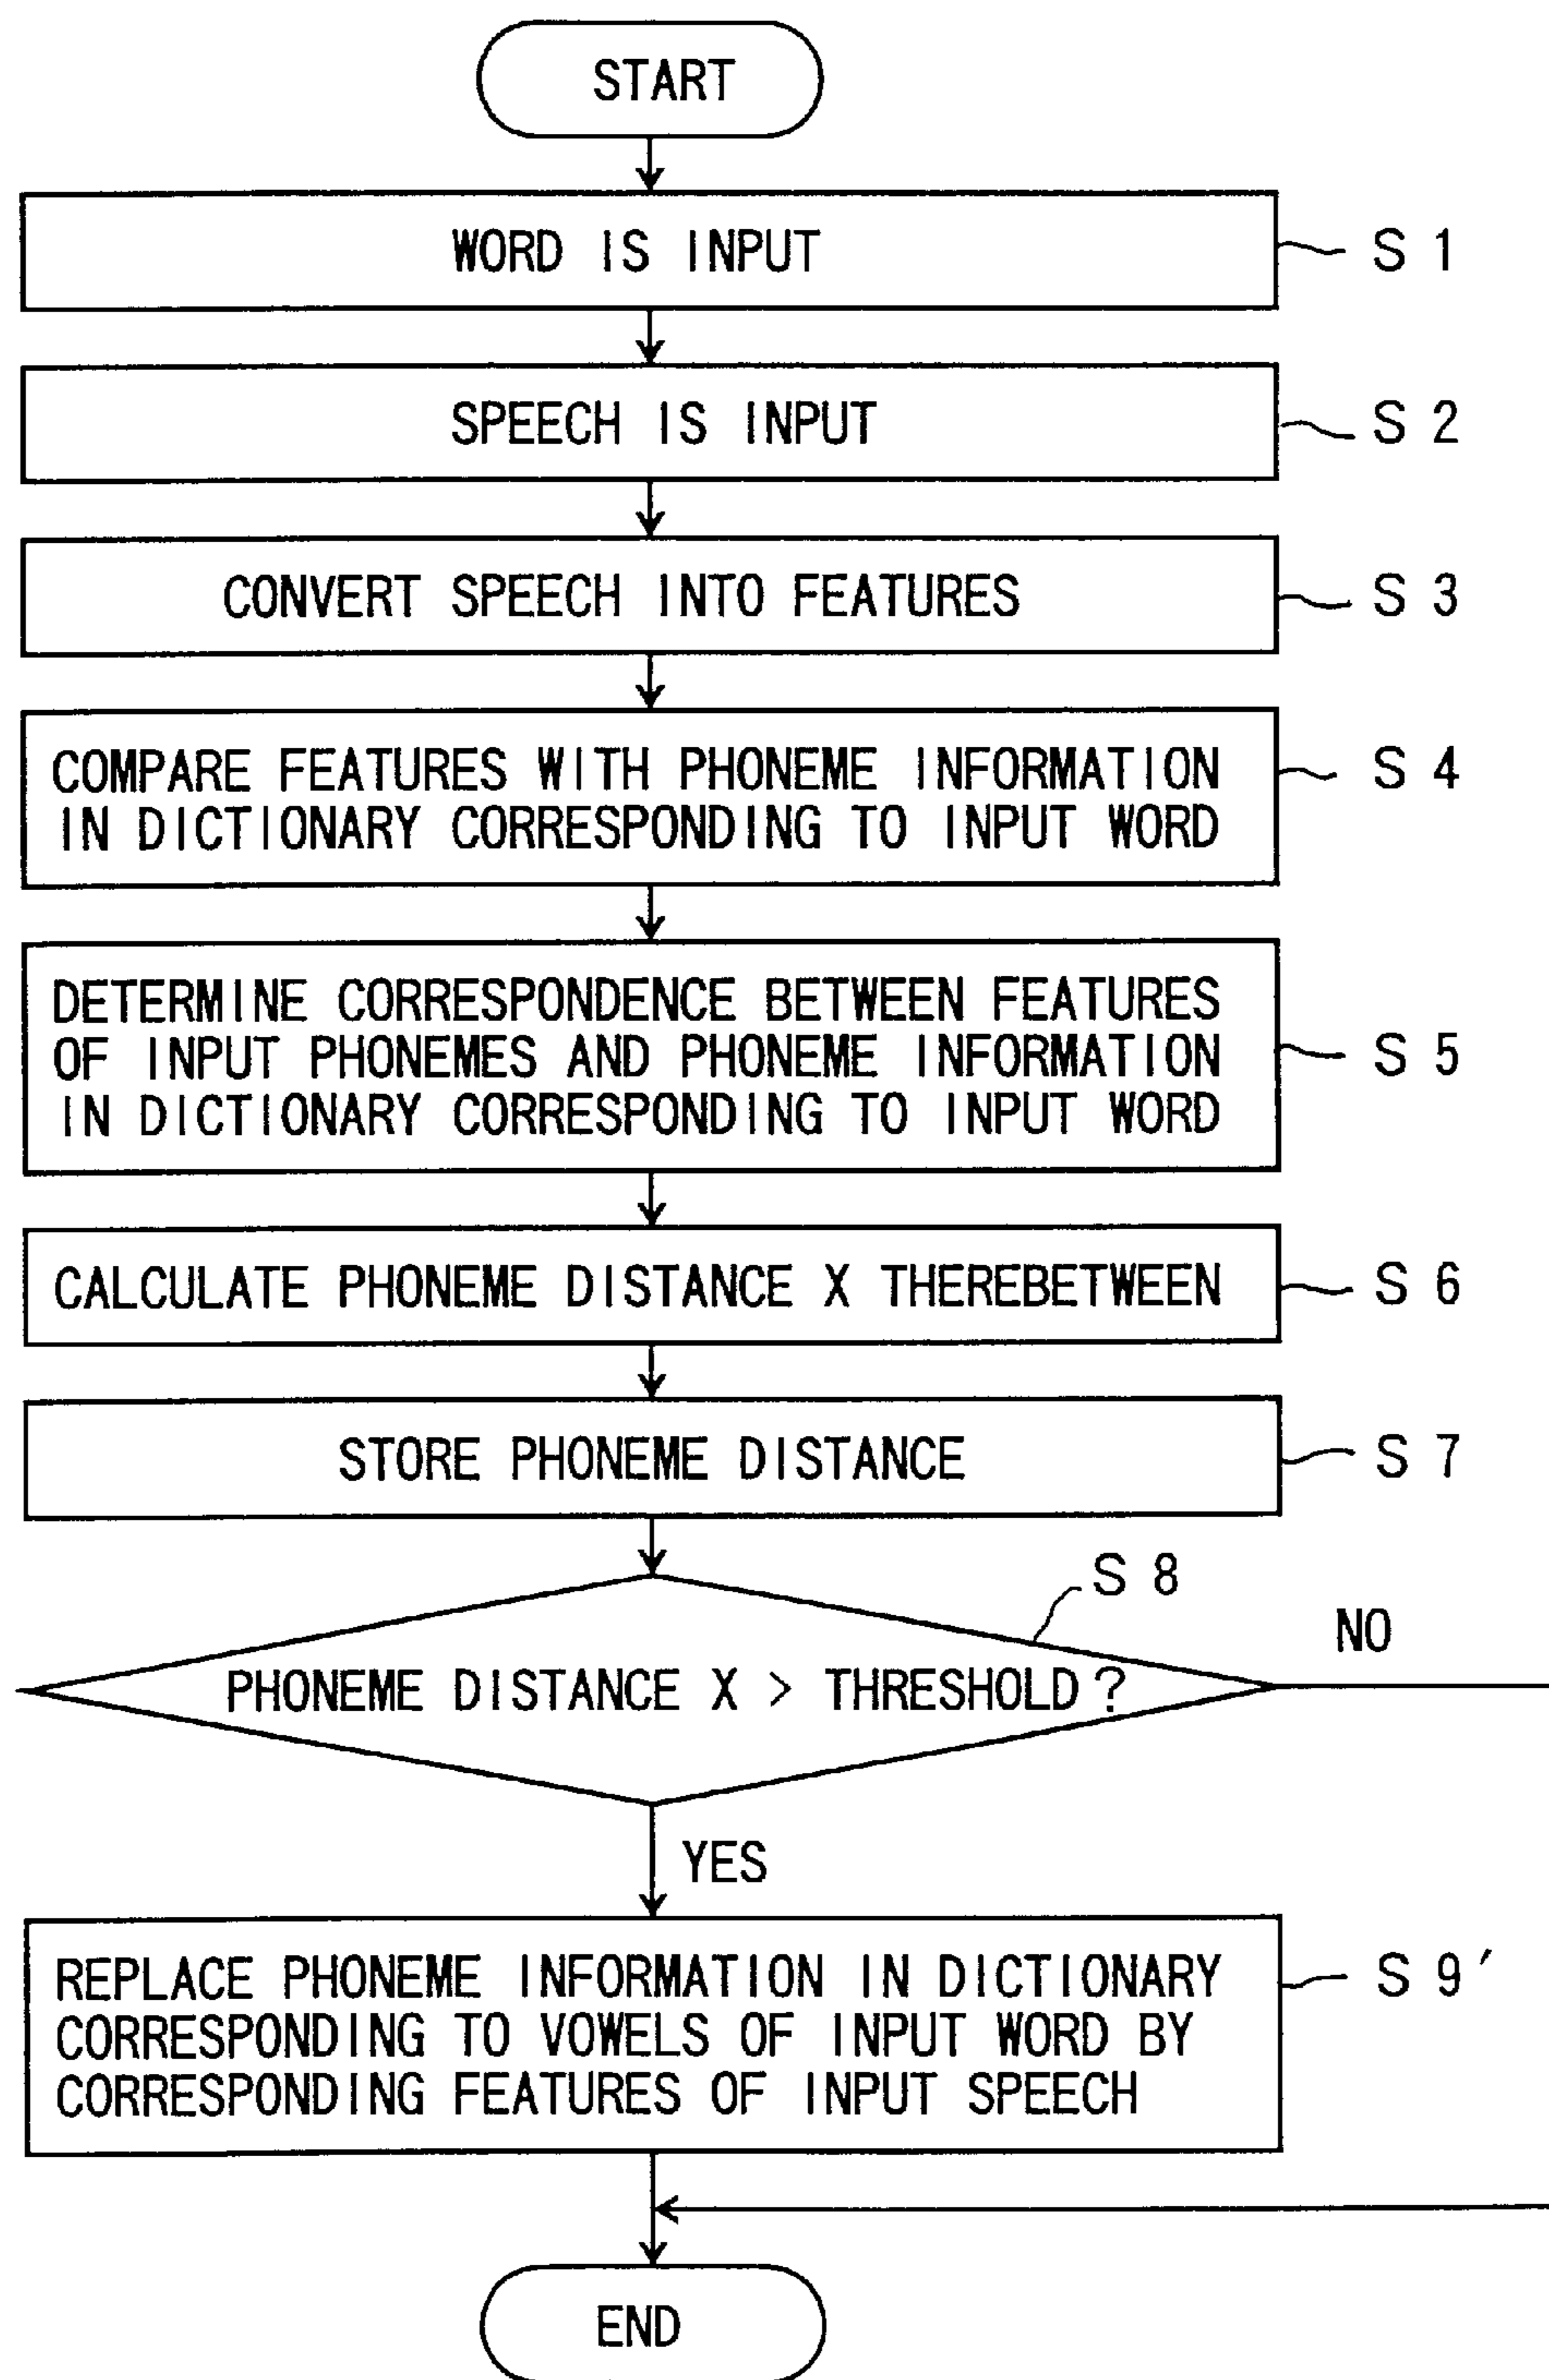 START
WORD IS INPUT
S 1
SPEECH IS INPUT
S 2
CONVERT SPEECH INTO FEATURES
S 3
COMPARE FEATURES WITH PHONEME INFORMATION
IN DICTIONARY CORRESPONDING TO INPUT WORD
S 4
DETERMINE CORRESPONDENCE BETWEEN FEATURES
OF INPUT PHONEMES AND PHONEME INFORMATION
IN DICTIONARY CORRESPONDING TO INPUT WORD
S 5
CALCULATE PHONEME DISTANCE X THEREBETWEEN
S 6
STORE PHONEME DISTANCE
S 7
S 8
PHONEME DISTANCE X > THRESHOLD?
NO
YES
REPLACE PHONEME INFORMATION IN DICTIONARY
CORRESPONDING TO VOWELS OF INPUT WORD BY
CORRESPONDING FEATURES OF INPUT SPEECH
S 9'
END